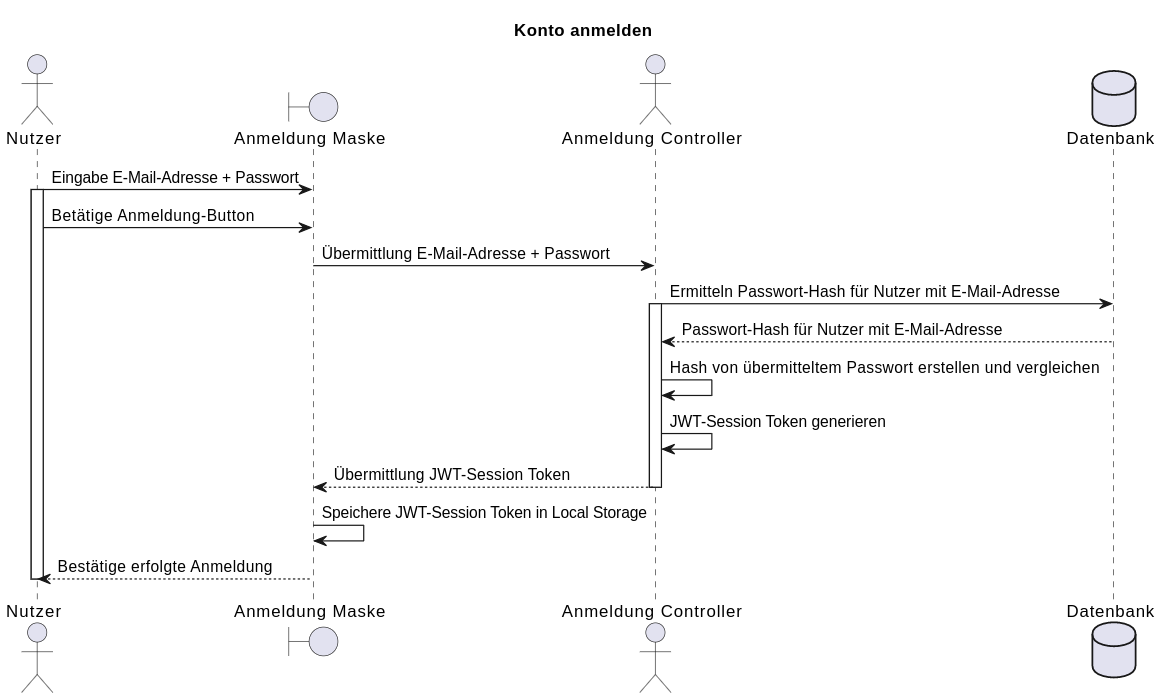 Konto anmelden
Nutzer
Anmeldung Maske
Anmeldung Controller
Datenbank
Eingabe E-Mail-Adresse + Passwort
Betätige Anmeldung-Button
Übermittlung E-Mail-Adresse + Passwort
Ermitteln Passwort-Hash für Nutzer mit E-Mail-Adresse
Passwort-Hash für Nutzer mit E-Mail-Adresse
Hash von übermitteltem Passwort erstellen und vergleichen
JWT-Session Token generieren
Übermittlung JWT-Session Token
Speichere JWT-Session Token in Local Storage
Bestätige erfolgte Anmeldung
Nutzer
Anmeldung Maske
Anmeldung Controller
Datenbank